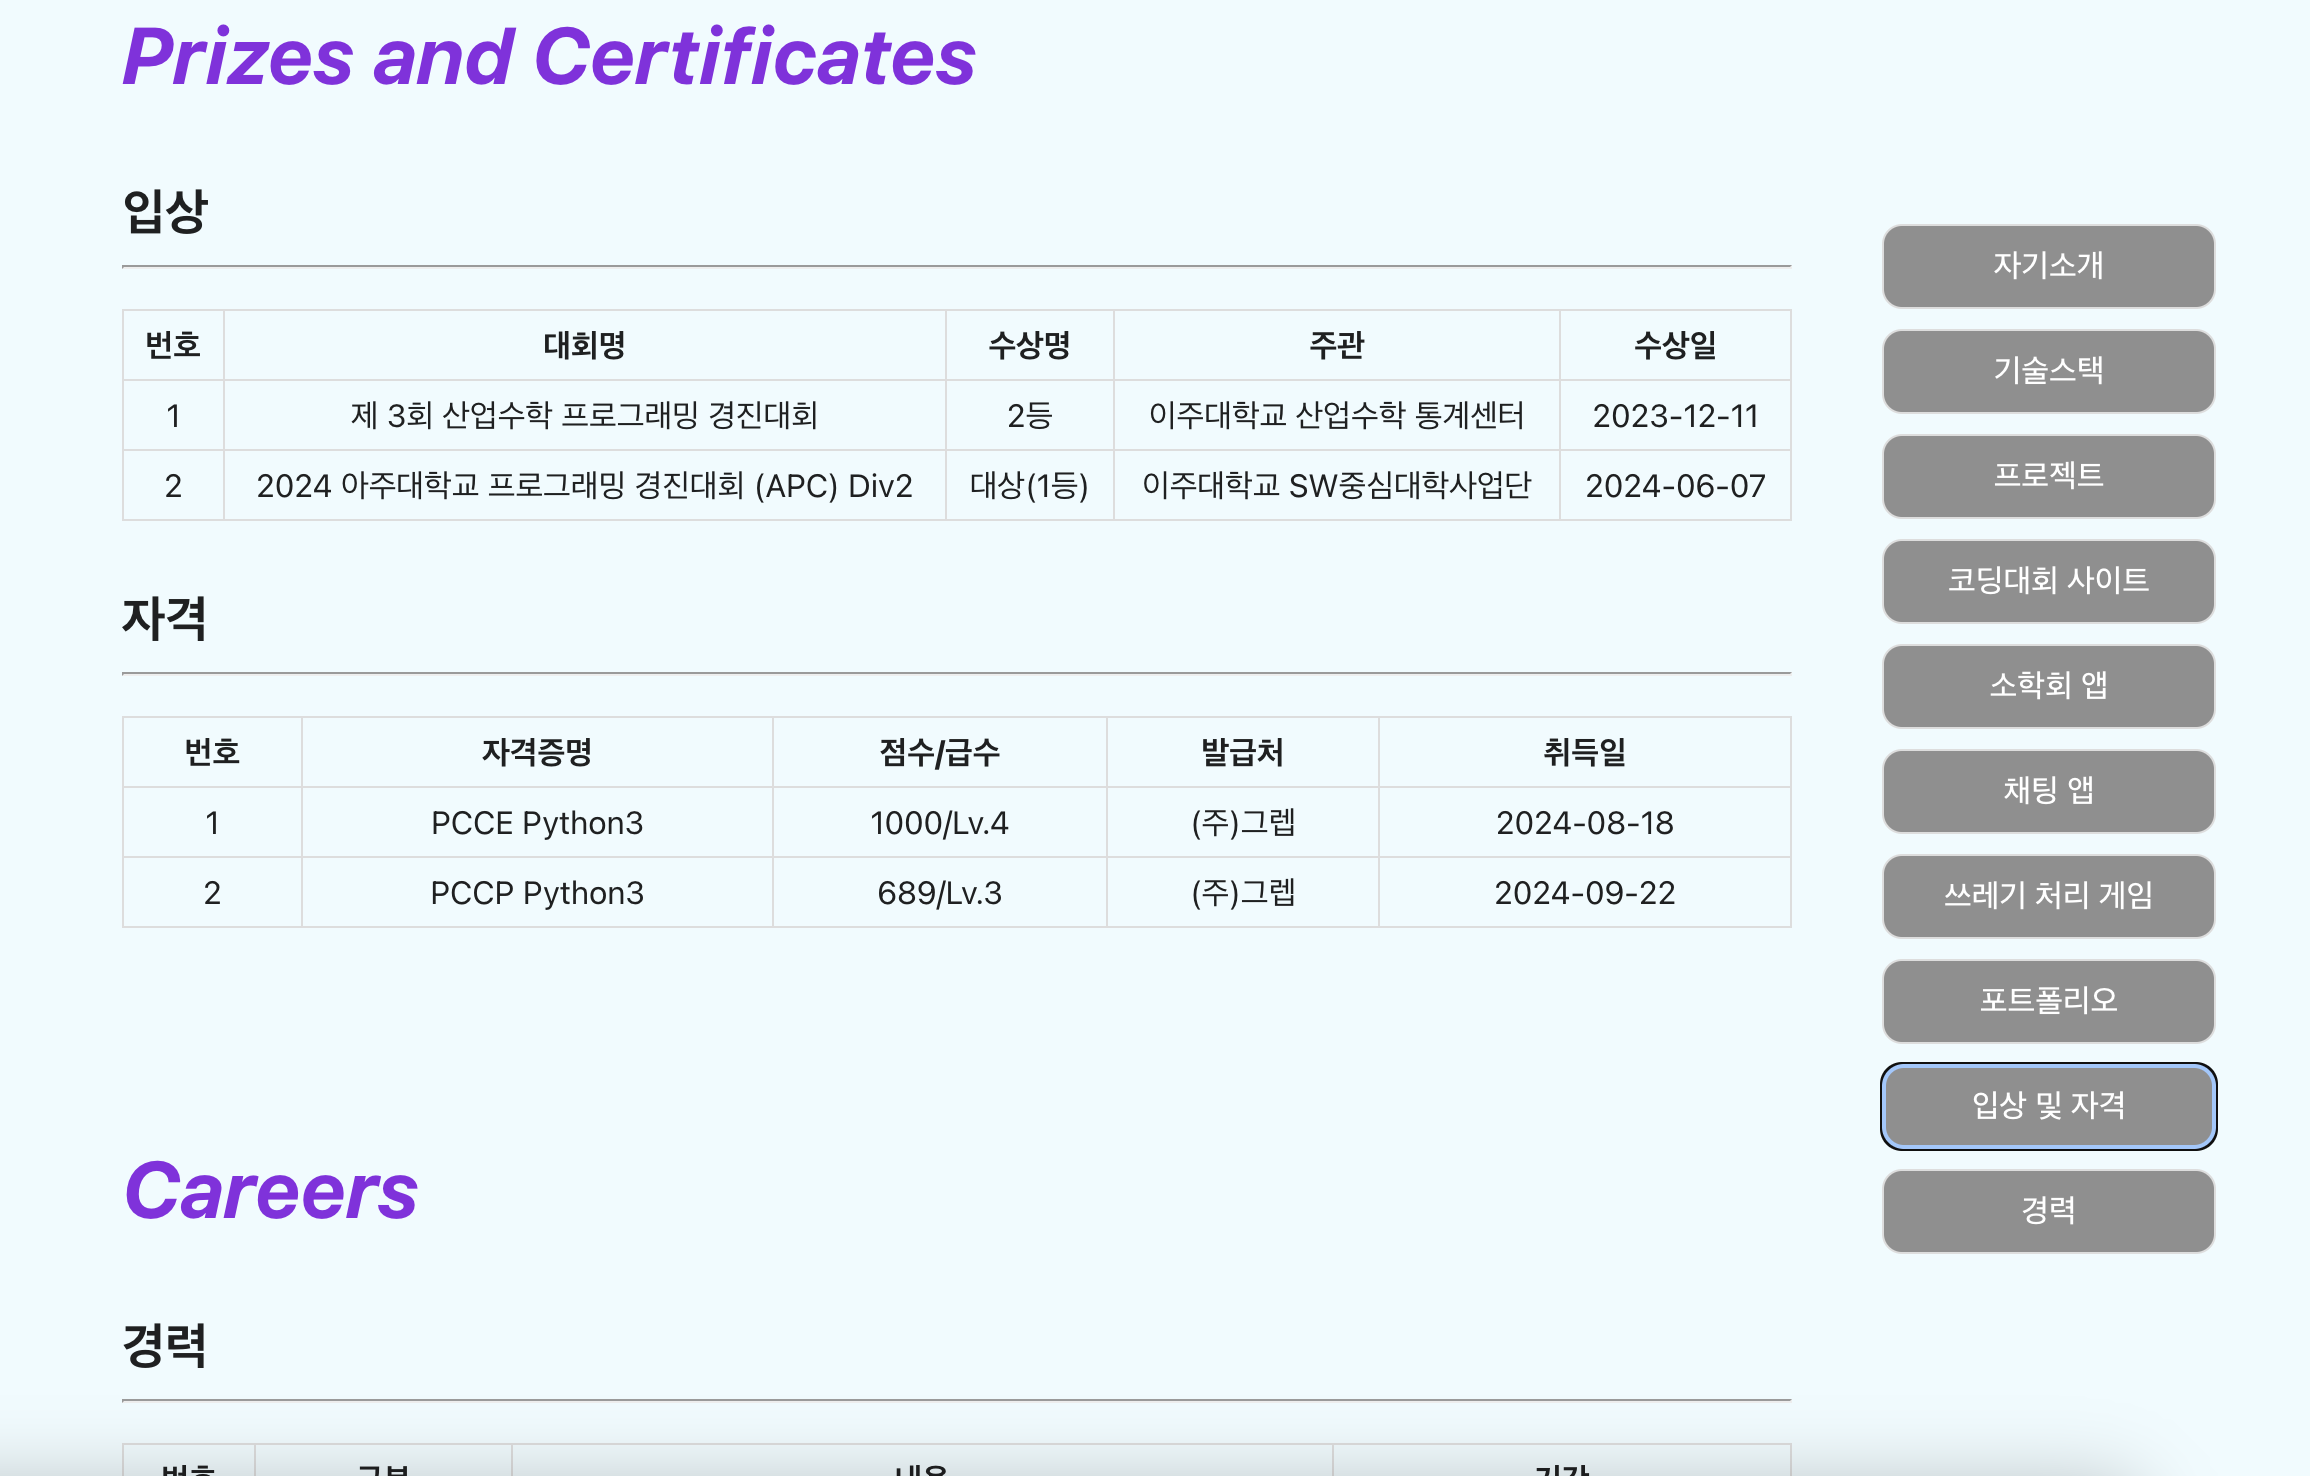 Prizes and Certificates
입상
번호 대회명 수상명 주관 수상일
1 제 3회 산업수학 프로그래밍 경진대회 2등 이주대학교 산업수학 통계센터 2023-12-11
2 2024 아주대학교 프로그래밍 경진대회 (APC) Div2 대상(1등) 이주대학교 SW중심대학사업단 2024-06-07
자격
번호 자격증명 점수/급수 발급처 취득일
1 PCCE Python3 1000/Lv.4 (주)그렙 2024-08-18
2 PCCP Python3 689/Lv.3 (주)그렙 2024-09-22
Careers
경력
번호 구분 내용 기간
자기소개
기술스택
프로젝트
코딩대회 사이트
소학회 앱
채팅 앱
쓰레기 처리 게임
포트폴리오
입상 및 자격
경력